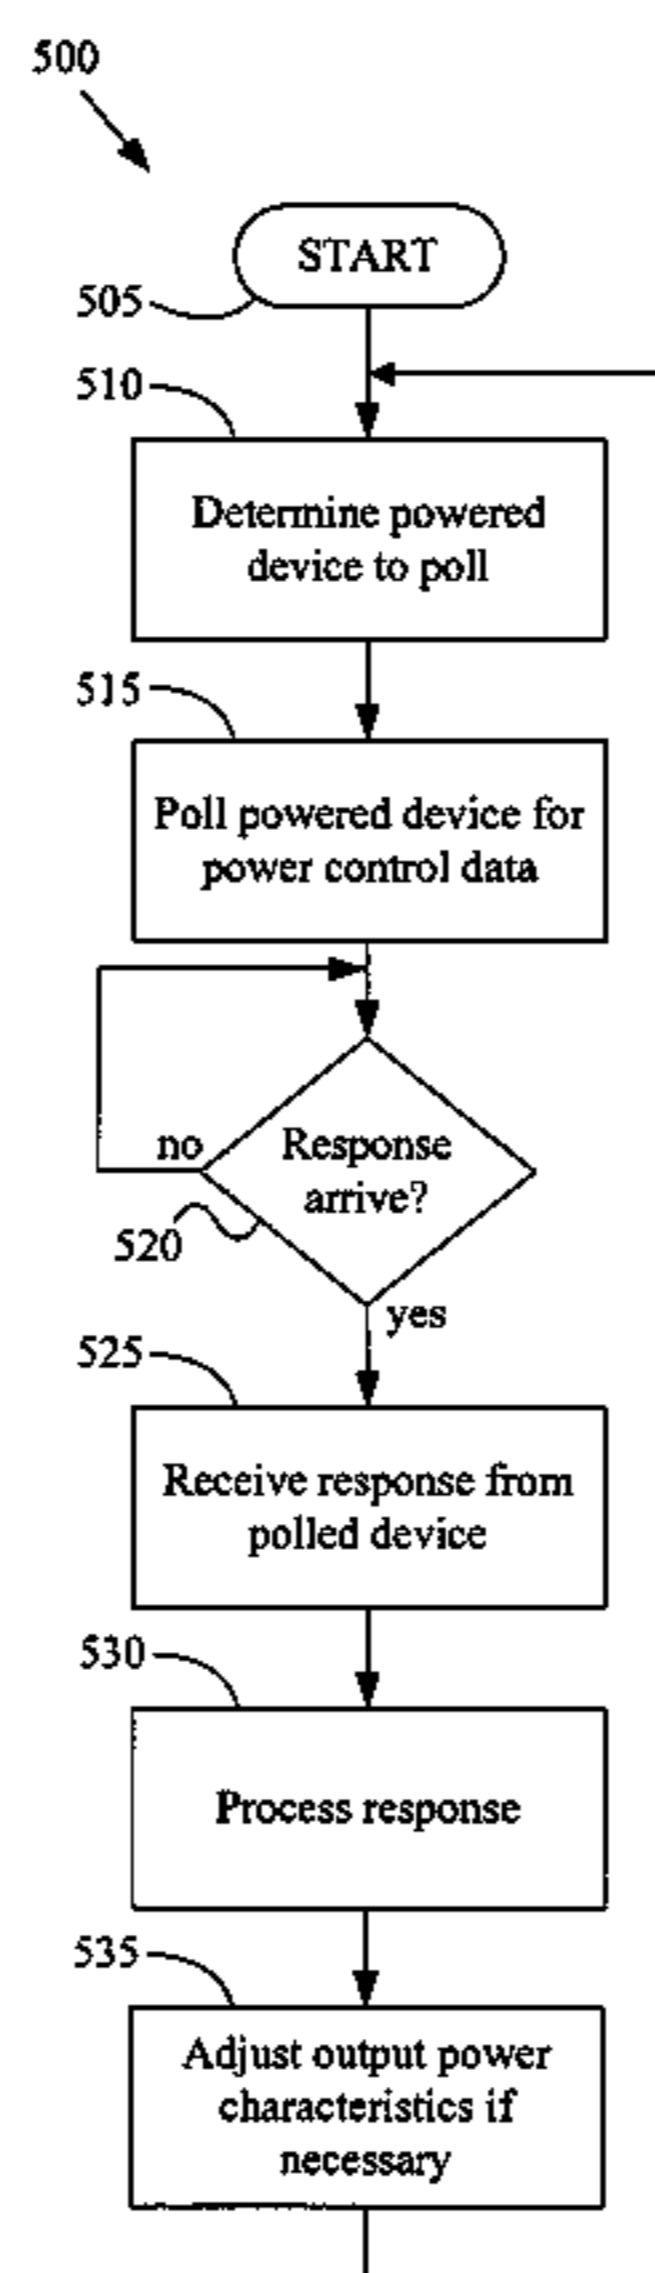 500
START
505
510
Determine powered
device to poll
515
Poll powered device for
power control data
no
Response
arrive?
520
yes
525
Receive response from
polled device
530
Process response
535
Adjust output power
characteristics if
necessary